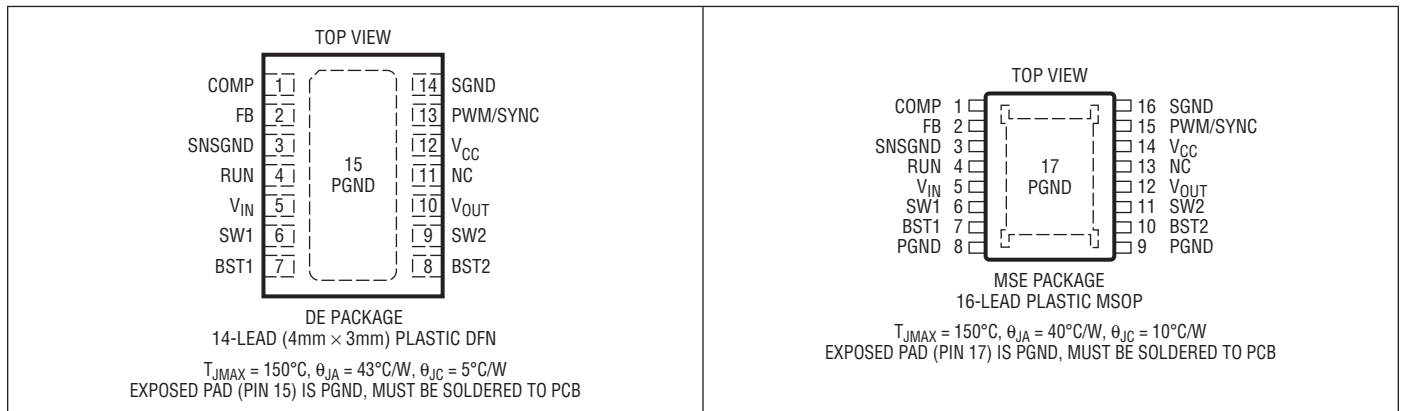 TOP VIEW
COMP 1
FB 2
SNSGND 3
RUN 4
VIN 5
SW1 6
BST1 7
15
PGND
14 SGND
13 PWM/SYNC
12 VCC
11 NC
10 VOUT
9 SW2
8 BST2
DE PACKAGE
14-LEAD (4mm × 3mm) PLASTIC DFN
TJMAX = 150°C, θJA = 43°C/W, θJC = 5°C/W
EXPOSED PAD (PIN 15) IS PGND, MUST BE SOLDERED TO PCB
TOP VIEW
COMP 1
FB 2
SNSGND 3
RUN 4
VIN 5
SW1 6
BST1 7
PGND 8
17
PGND
16 SGND
15 PWM/SYNC
14 VCC
13 NC
12 VOUT
11 SW2
10 BST2
9 PGND
MSE PACKAGE
16-LEAD PLASTIC MSOP
TJMAX = 150°C, θJA = 40°C/W, θJC = 10°C/W
EXPOSED PAD (PIN 17) IS PGND, MUST BE SOLDERED TO PCB